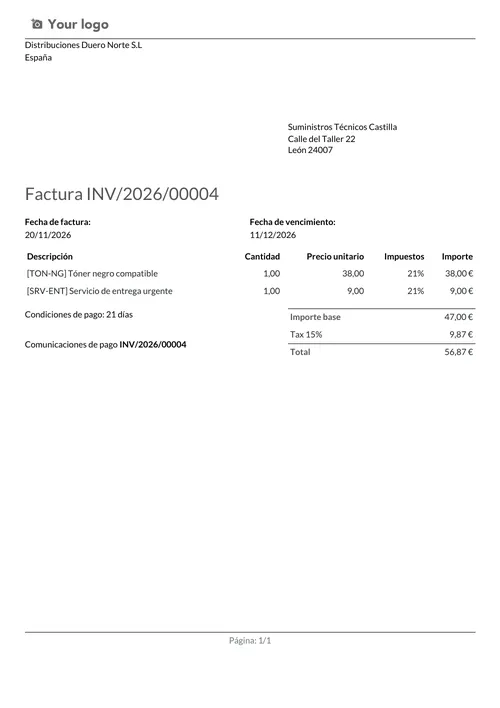 Your logo
Distribuciones Duero Norte S.L
España
Suministros Técnicos Castilla
Calle del Taller 22
León 24007
Factura INV/2026/00004
Fecha de factura: Fecha de vencimiento:
20/11/2026 11/12/2026
Descripción Cantidad Precio unitario Impuestos Importe
[TON-NG] Tóner negro compatible 1,00 38,00 21% 38,00 €
[SRV-ENT] Servicio de entrega urgente 1,00 9,00 21% 9,00 €
Condiciones de pago: 21 días
Importe base 47,00 €
Tax 15% 9,87 €
Comunicaciones de pago INV/2026/00004
Total 56,87 €
Página: 1/1